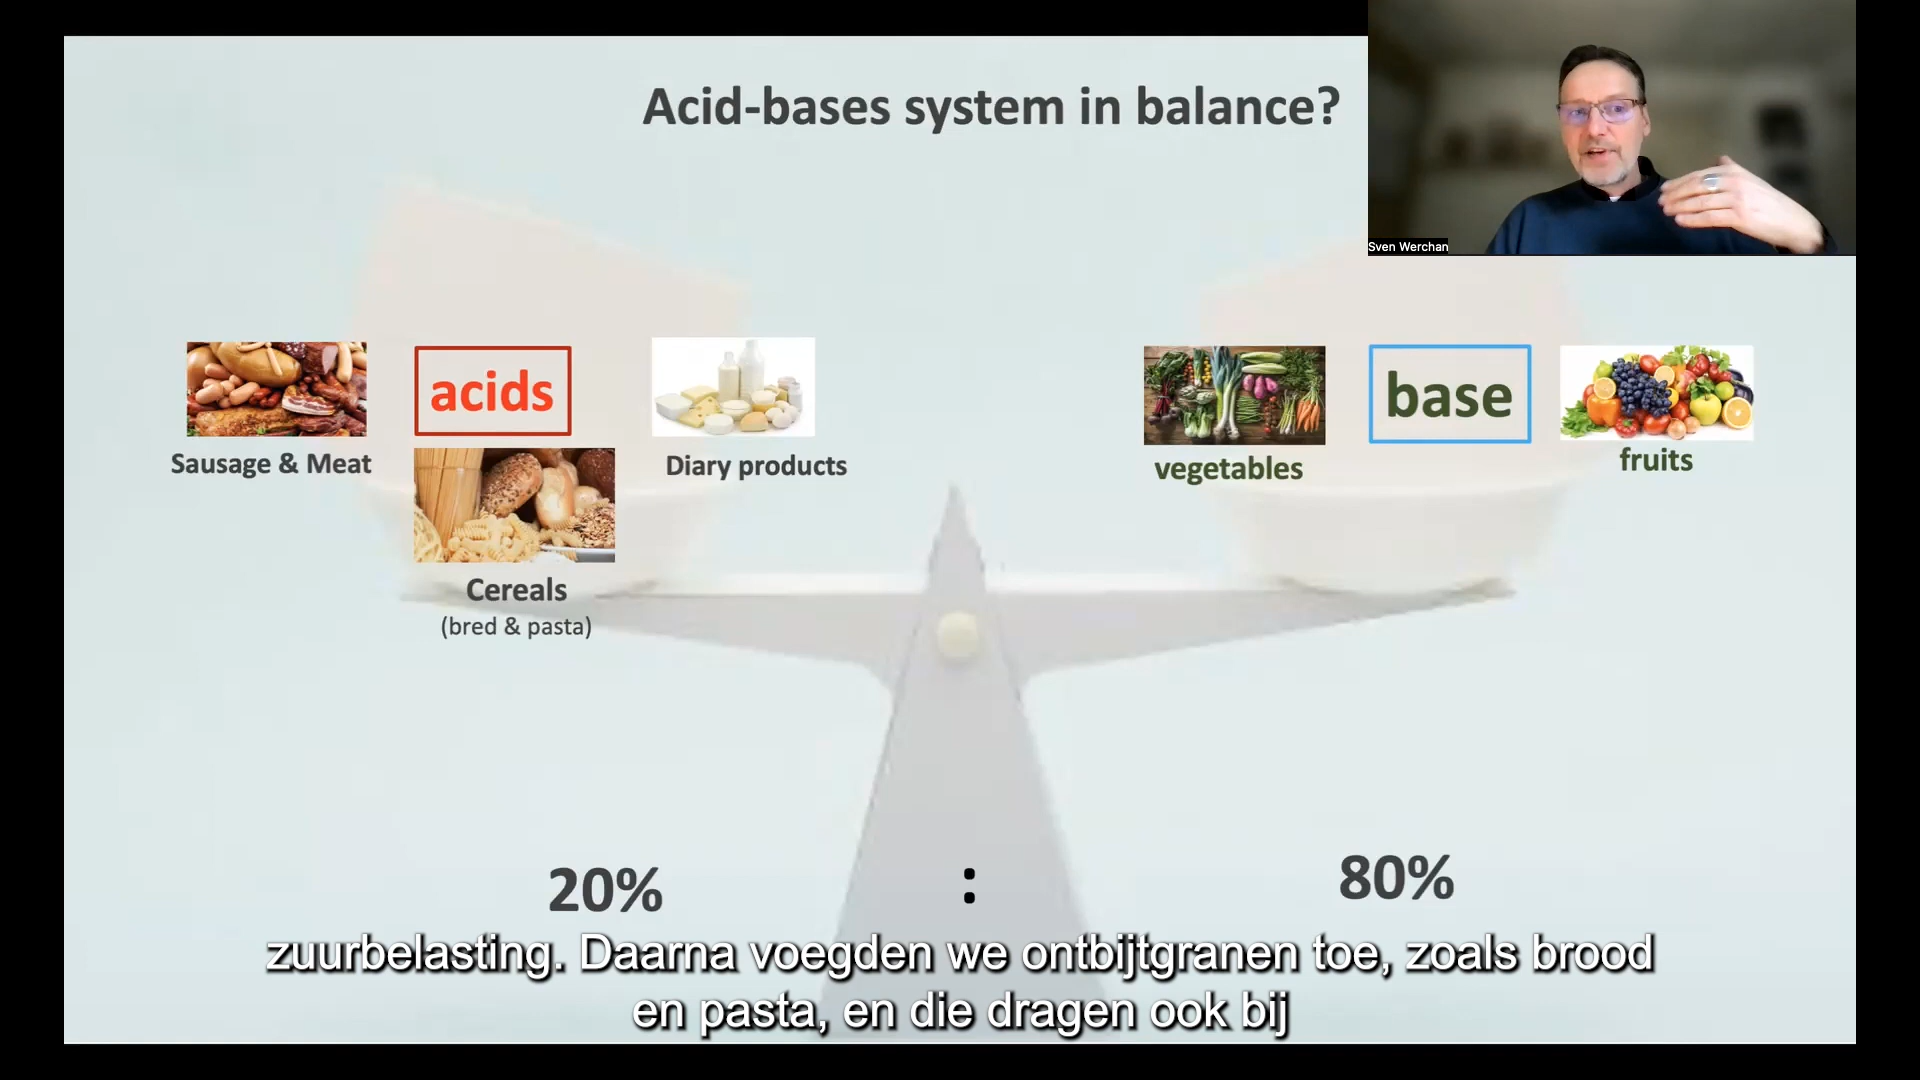 Acid-bases system in balance?
Sven Werchan
acids
base
Sausage & Meat
Diary products
vegetables
fruits
Cereals
(bred & pasta)
20%
:
80%
zuurbelasting. Daarna voegden we ontbijtgranen toe, zoals brood
en pasta, en die dragen ook bij